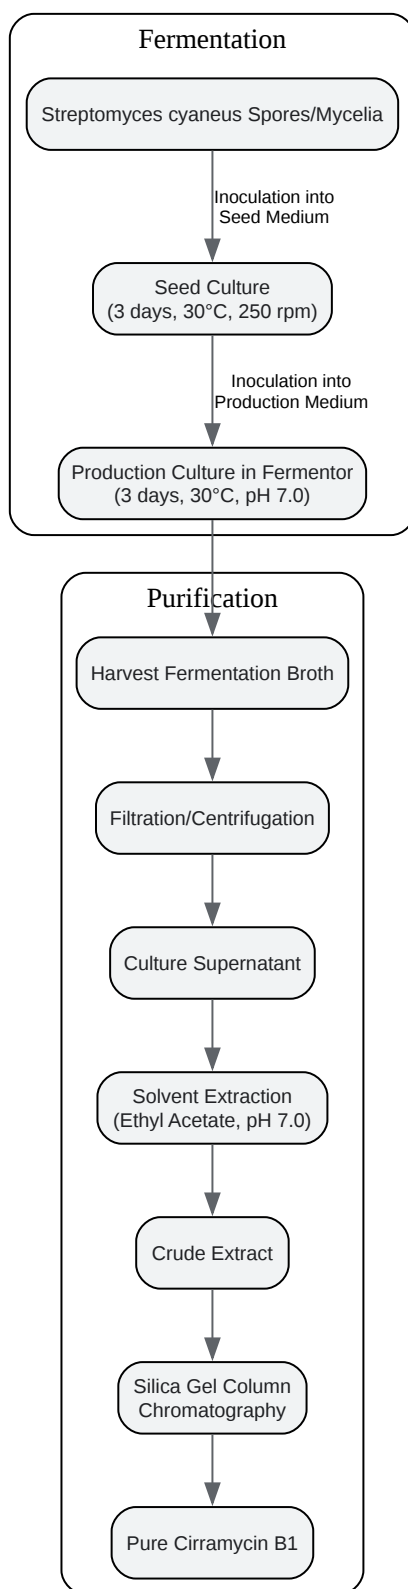 Fermentation
Streptomyces cyaneus Spores/Mycelia
Inoculation into
Seed Medium
Seed Culture
(3 days, 30°C, 250 rpm)
Inoculation into
Production Medium
Production Culture in Fermentor
(3 days, 30°C, pH 7.0)
Purification
Harvest Fermentation Broth
Filtration/Centrifugation
Culture Supernatant
Solvent Extraction
(Ethyl Acetate, pH 7.0)
Crude Extract
Silica Gel Column
Chromatography
Pure Cirramycin B1